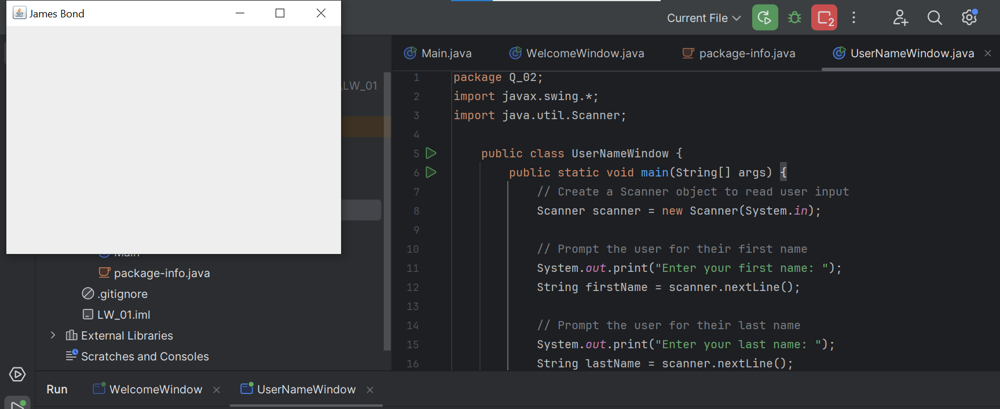 James Bond
Current File
2
Main.java
WelcomeWindow.java
package-info.java
UserNameWindow.java
\LW_01
1 package Q_02;
2 import javax.swing.*;
3 import java.util.Scanner;
4
5 public class UserNameWindow {
6 public static void main(String[] args) {
7 // Create a Scanner object to read user input
8 Scanner scanner = new Scanner(System.in);
9
10 // Prompt the user for their first name
11 System.out.print("Enter your first name: ");
12 String firstName = scanner.nextLine();
13
14 // Prompt the user for their last name
15 System.out.print("Enter your last name: ");
16 String lastName = scanner.nextLine();
Main
package-info.java
.gitignore
LW_01.iml
External Libraries
Scratches and Consoles
Run
WelcomeWindow
UserNameWindow